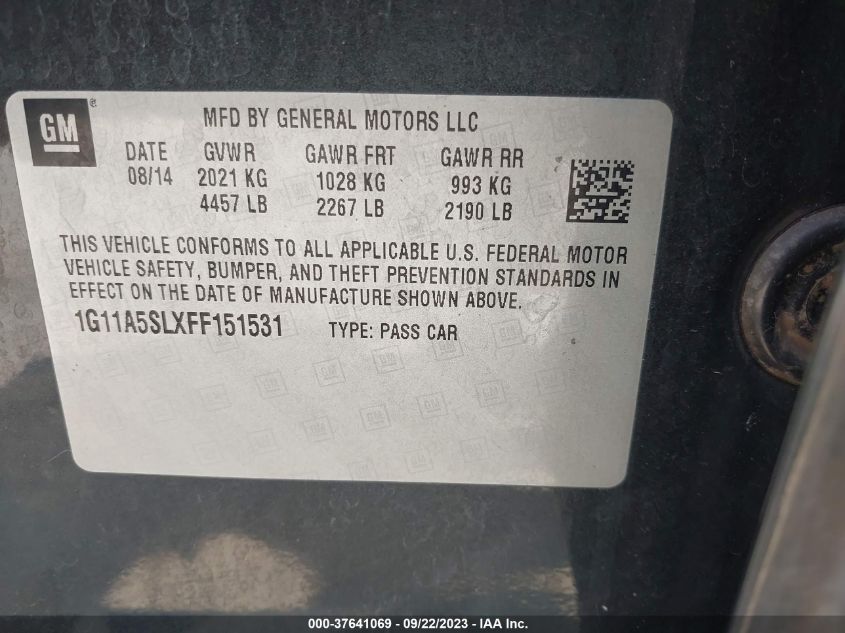 GM ®
MFD BY GENERAL MOTORS LLC
DATE GVWR GAWR FRT GAWR RR
08/14 2021 KG 1028 KG 993 KG
4457 LB 2267 LB 2190 LB
THIS VEHICLE CONFORMS TO ALL APPLICABLE U.S. FEDERAL MOTOR
VEHICLE SAFETY, BUMPER, AND THEFT PREVENTION STANDARDS IN
EFFECT ON THE DATE OF MANUFACTURE SHOWN ABOVE.
1G11A5SLXFF151531 TYPE: PASS CAR
000-37641069 / 09/22/2023 - IAA Inc.